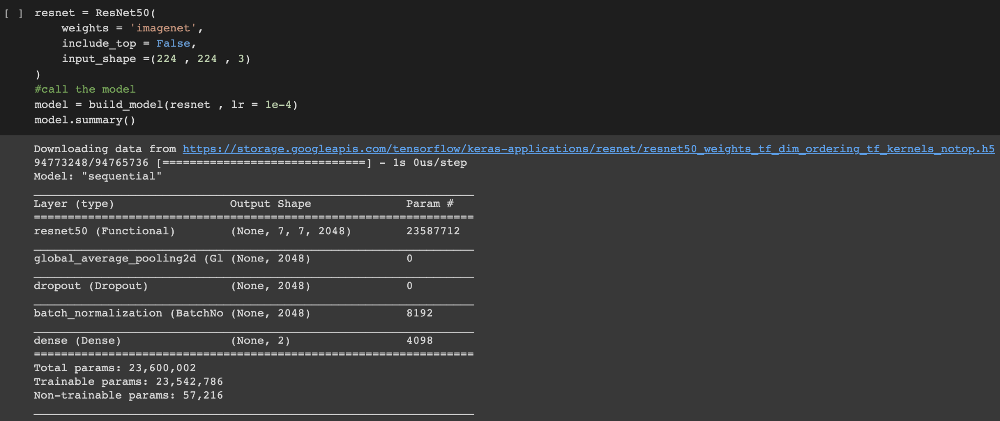 [ ] resnet = ResNet50(
weights = 'imagenet',
include_top = False,
input_shape =(224 , 224 , 3)
)
#call the model
model = build_model(resnet , lr = 1e-4)
model.summary()
Downloading data from https://storage.googleapis.com/tensorflow/keras-applications/resnet/resnet50_weights_tf_dim_ordering_tf_kernels_notop.h5
94773248/94765736 [==============================] - 1s 0us/step
Model: "sequential"
_________________________________________________________________
Layer (type) Output Shape Param #
=================================================================
resnet50 (Functional) (None, 7, 7, 2048) 23587712
_________________________________________________________________
global_average_pooling2d (Gl (None, 2048) 0
_________________________________________________________________
dropout (Dropout) (None, 2048) 0
_________________________________________________________________
batch_normalization (BatchNo (None, 2048) 8192
_________________________________________________________________
dense (Dense) (None, 2) 4098
=================================================================
Total params: 23,600,002
Trainable params: 23,542,786
Non-trainable params: 57,216
_________________________________________________________________